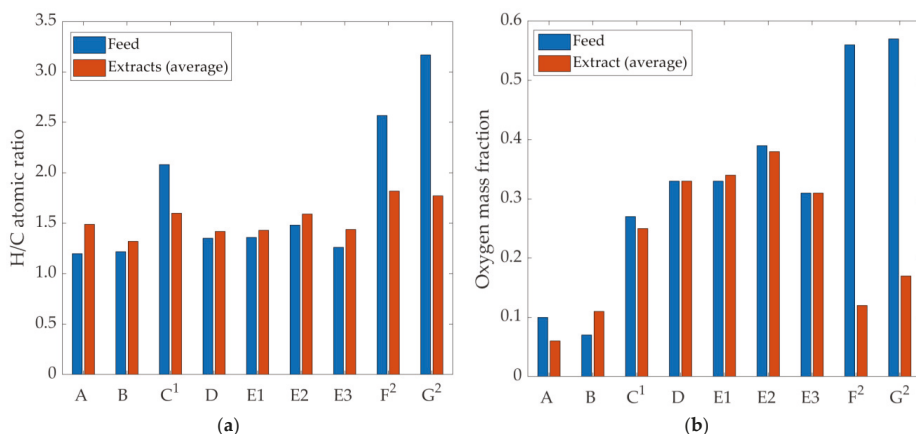 3.5
3.0
2.5
2.0
1.5
1.0
0.5
0
H/C atomic ratio
Feed
Extracts (average)
A B C¹ D E1 E2 E3 F² G²
(a)
0.6
0.5
0.4
0.3
0.2
0.1
0
Oxygen mass fraction
Feed
Extract (average)
A B C¹ D E1 E2 E3 F² G²
(b)